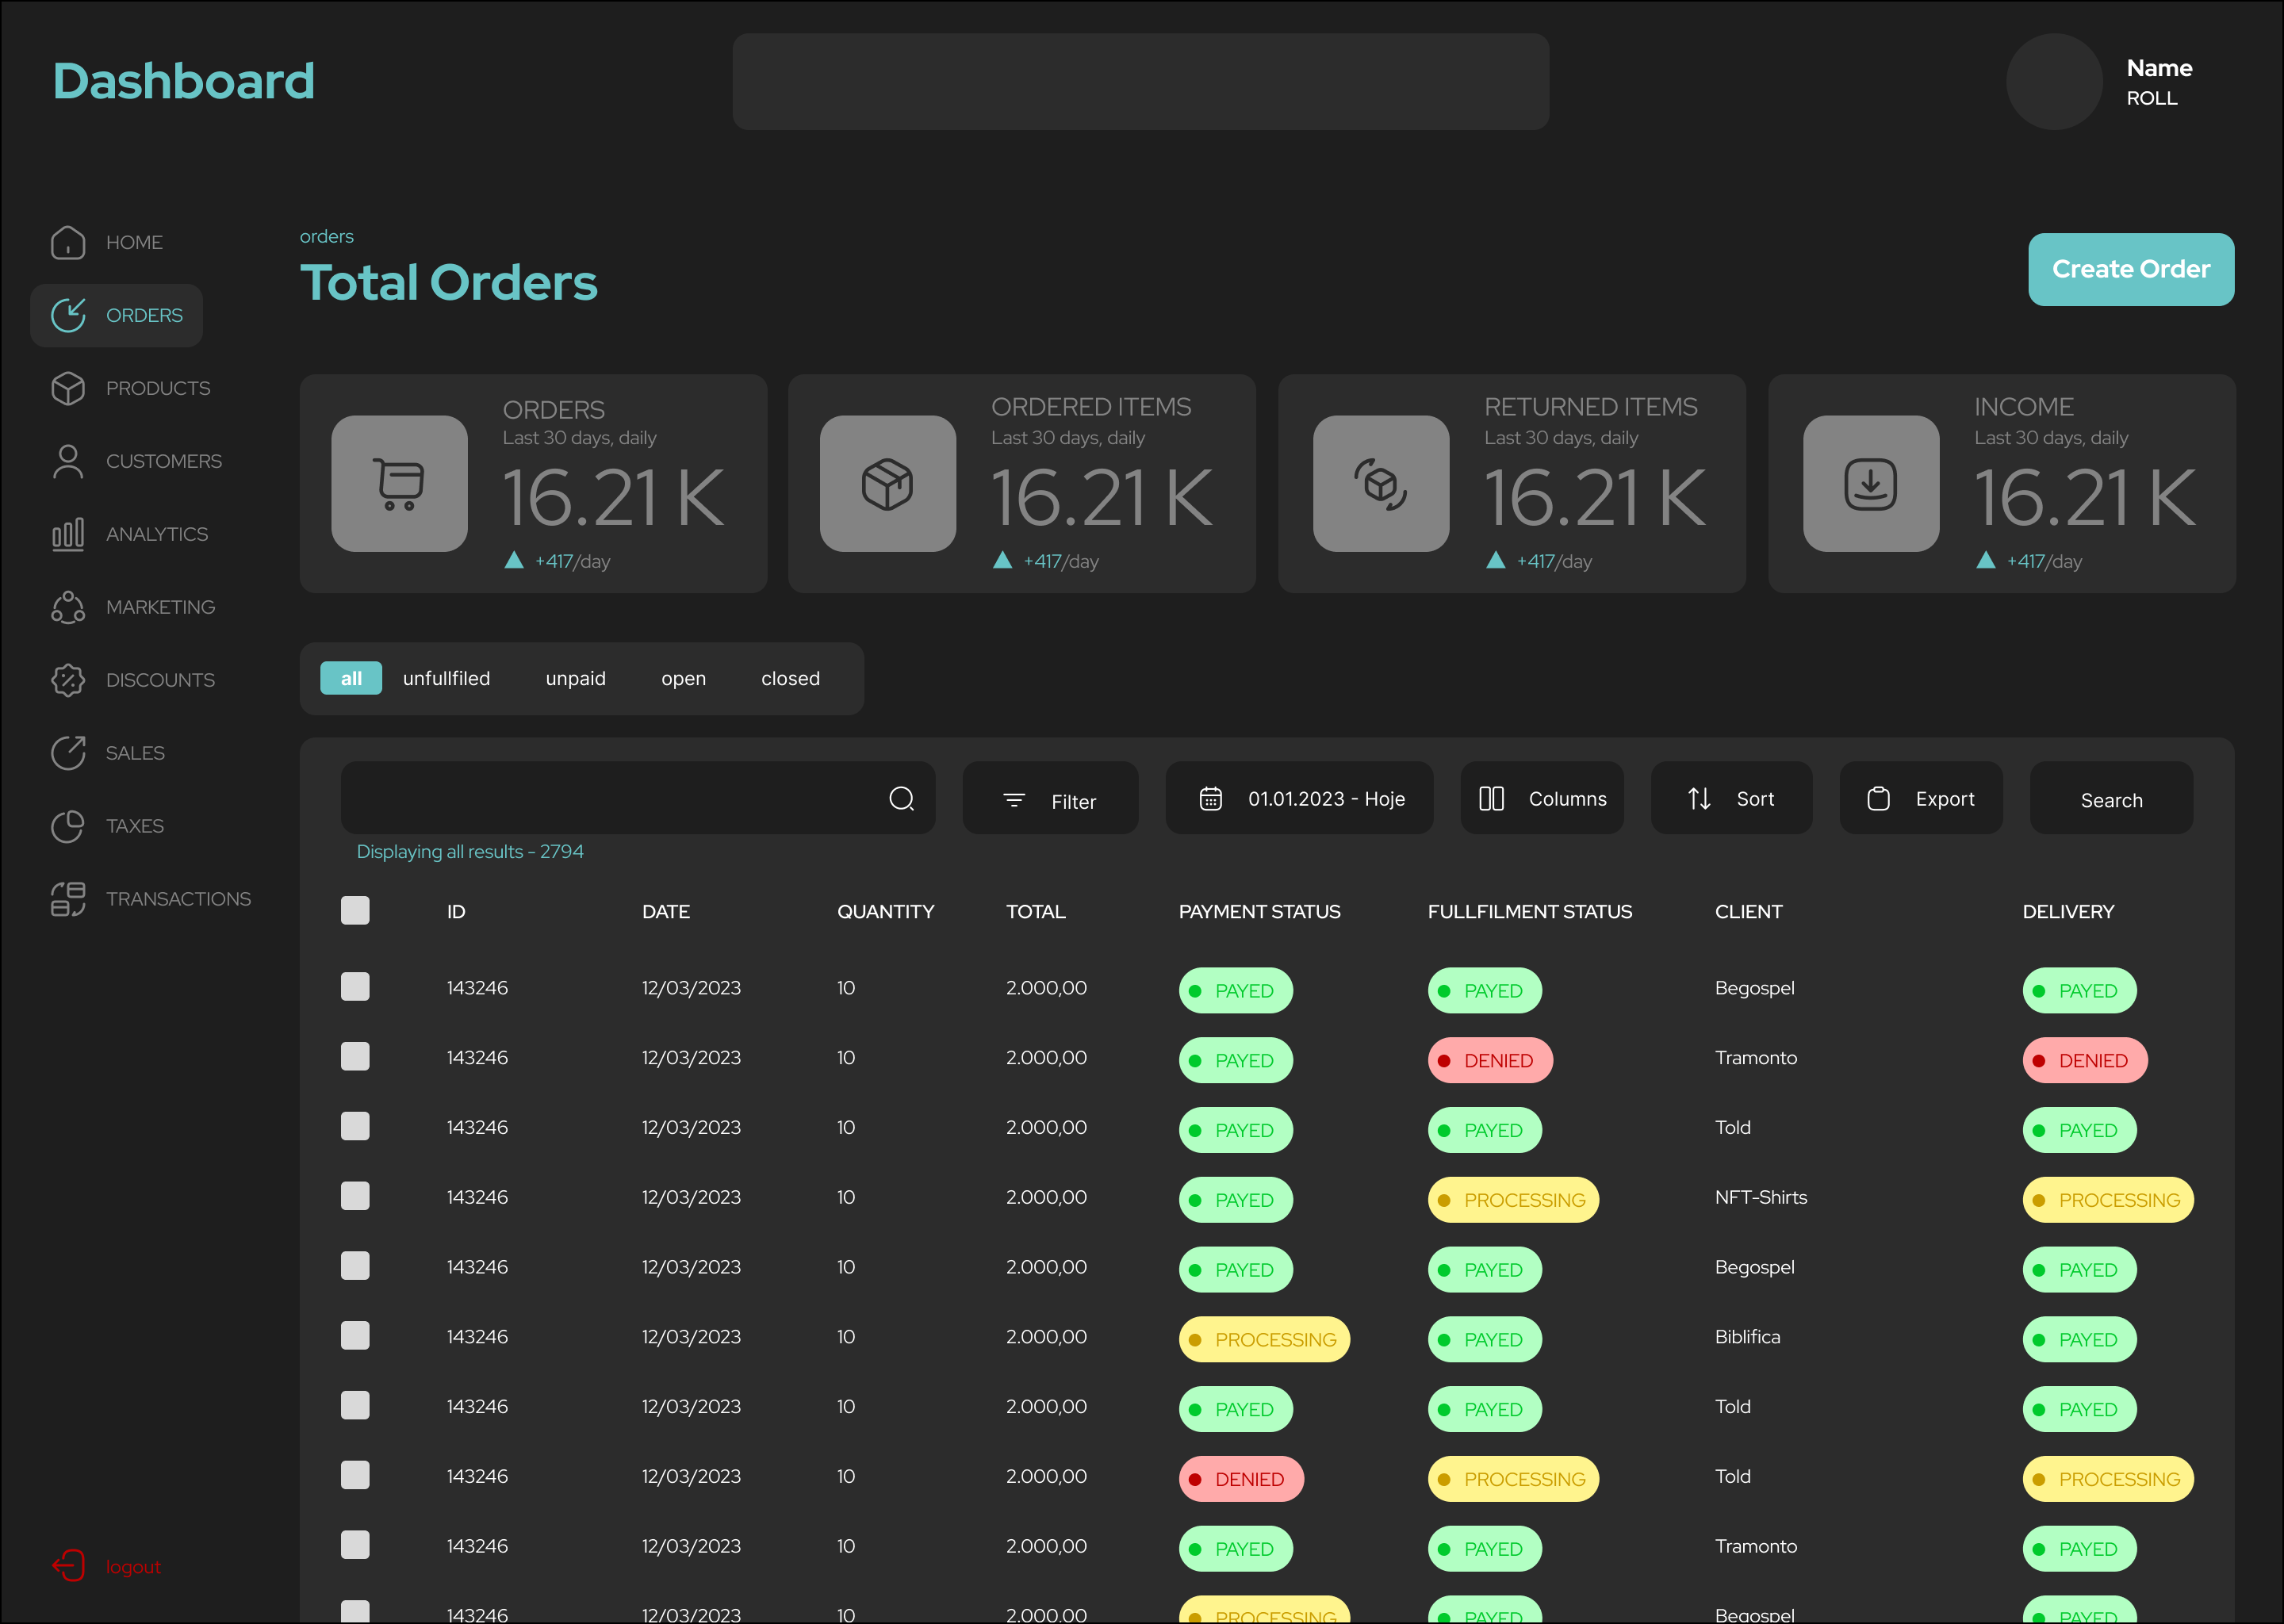 Dashboard
Name
ROLL
HOME
ORDERS
PRODUCTS
CUSTOMERS
ANALYTICS
MARKETING
DISCOUNTS
SALES
TAXES
TRANSACTIONS
logout
orders
Total Orders
Create Order
ORDERS
Last 30 days, daily
16.21 K
+417/day
ORDERED ITEMS
Last 30 days, daily
16.21 K
+417/day
RETURNED ITEMS
Last 30 days, daily
16.21 K
+417/day
INCOME
Last 30 days, daily
16.21 K
+417/day
all unfullfiled unpaid open closed
Filter 01.01.2023 - Hoje Columns Sort Export Search
Displaying all results - 2794
ID DATE QUANTITY TOTAL PAYMENT STATUS FULLFILMENT STATUS CLIENT DELIVERY
143246 12/03/2023 10 2.000,00 PAYED PAYED Begospel PAYED
143246 12/03/2023 10 2.000,00 PAYED DENIED Tramonto DENIED
143246 12/03/2023 10 2.000,00 PAYED PAYED Told PAYED
143246 12/03/2023 10 2.000,00 PAYED PROCESSING NFT-Shirts PROCESSING
143246 12/03/2023 10 2.000,00 PAYED PAYED Begospel PAYED
143246 12/03/2023 10 2.000,00 PROCESSING PAYED Biblifica PAYED
143246 12/03/2023 10 2.000,00 PAYED PAYED Told PAYED
143246 12/03/2023 10 2.000,00 DENIED PROCESSING Told PROCESSING
143246 12/03/2023 10 2.000,00 PAYED PAYED Tramonto PAYED
143246 12/03/2023 10 2.000,00 PROCESSING PAYED Begospel PAYED